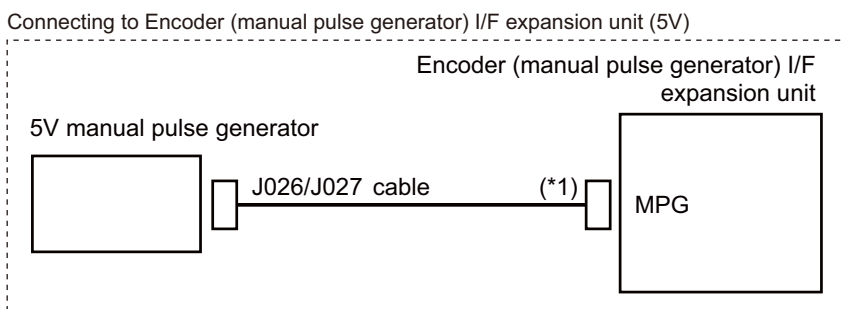 Connecting to Encoder (manual pulse generator) I/F expansion unit (5V)
Encoder (manual pulse generator) I/F
expansion unit
5V manual pulse generator
J026/J027 cable
(*1)
MPG